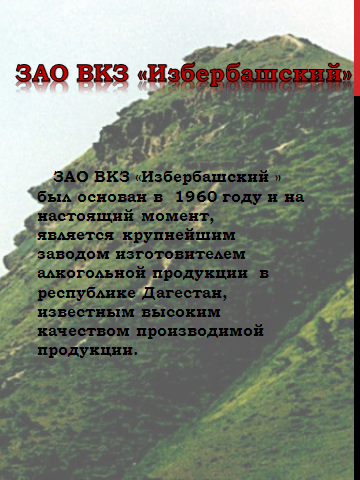 ЗАО ВКЗ «Избербашский»
ЗАО ВКЗ «Избербашский »
был основан в 1960 году и на
настоящий момент,
является крупнейшим
заводом изготовителем
алкогольной продукции в
республике Дагестан,
известным высоким
качеством производимой
продукции.